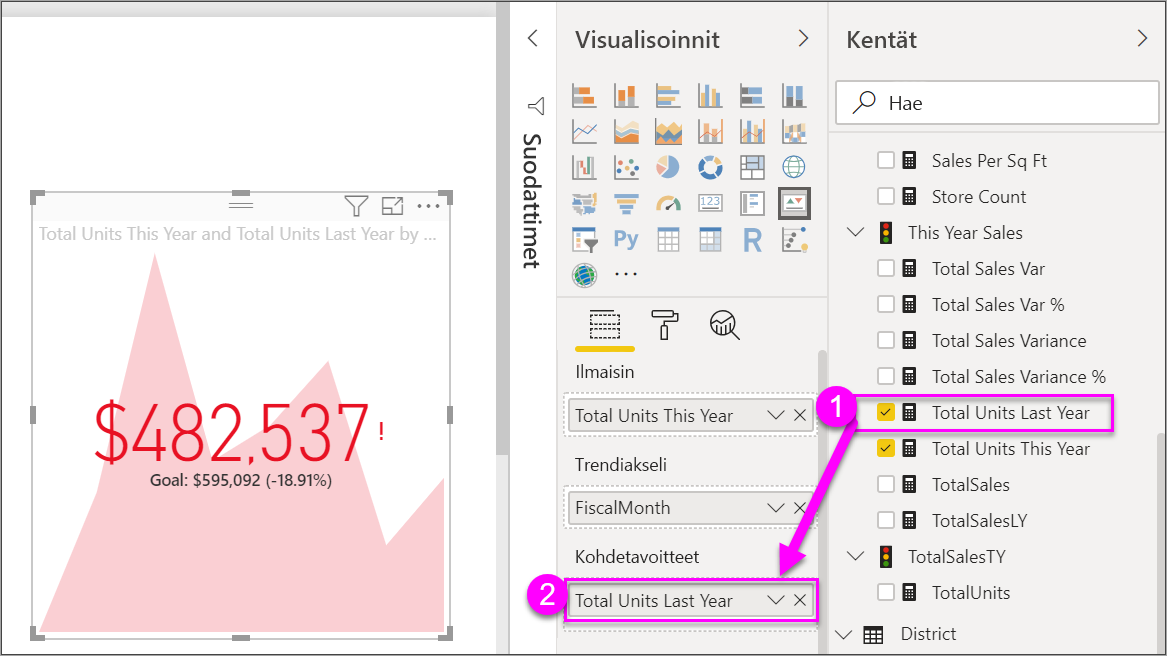 Total Units This Year and Total Units Last Year by ...
$482,537!
Goal: $595,092 (-18.91%)
Suodattimet
Visualisoinnit
123
Py
R
Ilmaisin
Total Units This Year
Trendiakseli
FiscalMonth
Kohdetavoitteet
2
Total Units Last Year
Kentät
Hae
Sales Per Sq Ft
Store Count
This Year Sales
Total Sales Var
Total Sales Var %
Total Sales Variance
Total Sales Variance %
1
Total Units Last Year
Total Units This Year
TotalSales
TotalSalesLY
TotalSalesTY
TotalUnits
District